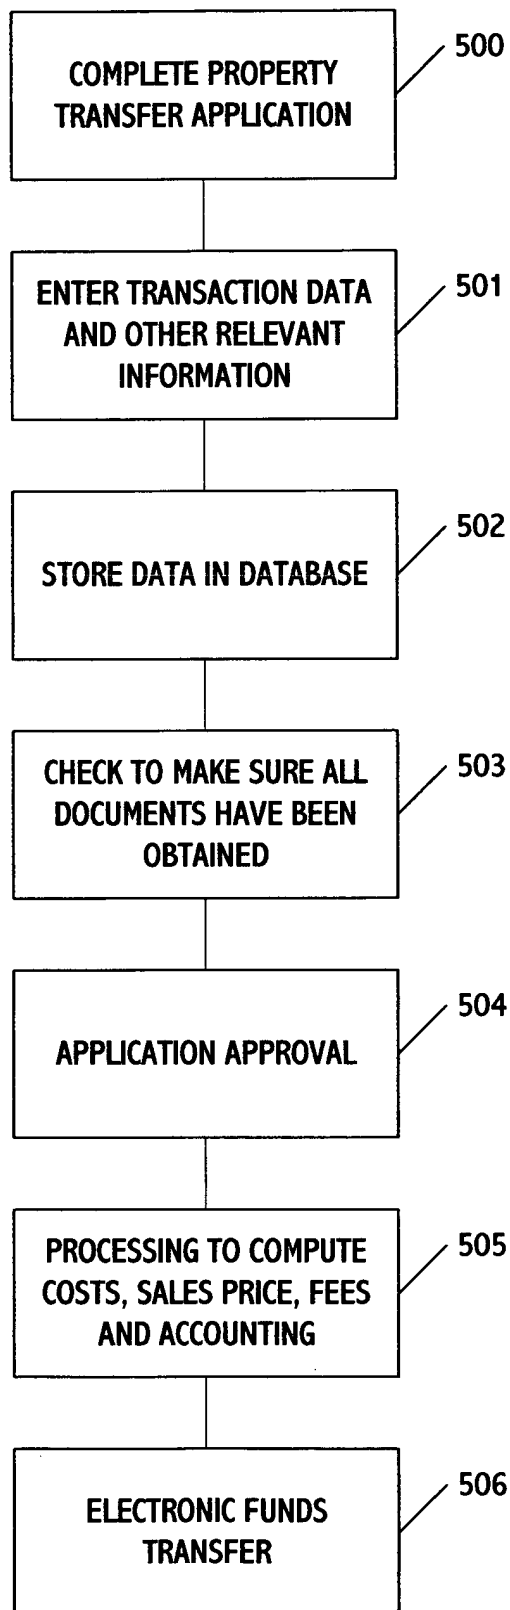 COMPLETE PROPERTY
TRANSFER APPLICATION
500
ENTER TRANSACTION DATA
AND OTHER RELEVANT
INFORMATION
501
STORE DATA IN DATABASE
502
CHECK TO MAKE SURE ALL
DOCUMENTS HAVE BEEN
OBTAINED
503
APPLICATION APPROVAL
504
PROCESSING TO COMPUTE
COSTS, SALES PRICE, FEES
AND ACCOUNTING
505
ELECTRONIC FUNDS
TRANSFER
506